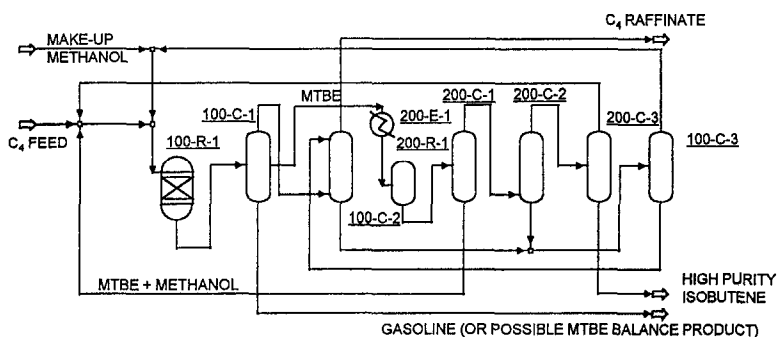 C4 RAFFINATE
MAKE-UP
METHANOL
MTBE
200-C-1
200-C-2
100-C-1
200-E-1
200-C-3
C4 FEED
100-R-1
200-R-1
100-C-3
100-C-2
MTBE + METHANOL
HIGH PURITY
ISOBUTENE
GASOLINE (OR POSSIBLE MTBE BALANCE PRODUCT)